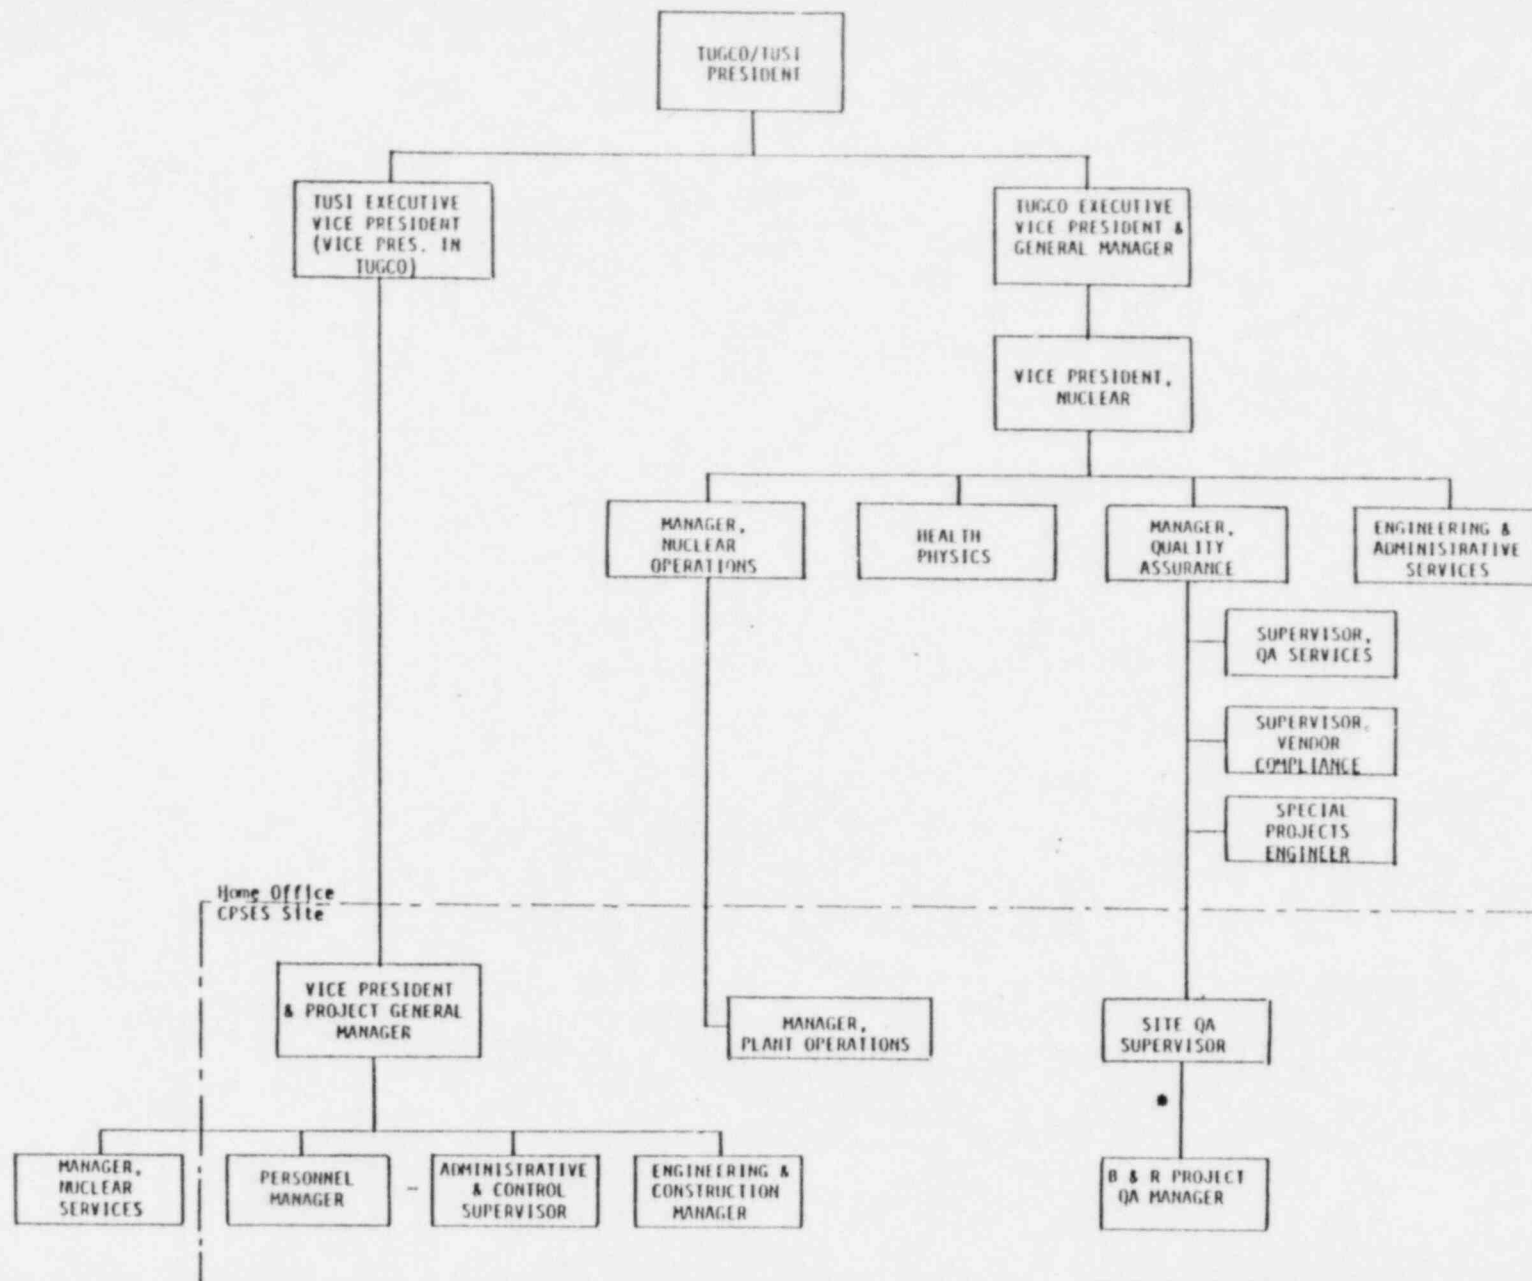 TUGCO/TUSI
PRESIDENT
TUSI EXECUTIVE
VICE PRESIDENT
(VICE PRES. IN
TUGCO)
TUGCO EXECUTIVE
VICE PRESIDENT &
GENERAL MANAGER
VICE PRESIDENT,
NUCLEAR
MANAGER,
NUCLEAR
OPERATIONS
HEALTH
PHYSICS
MANAGER,
QUALITY
ASSURANCE
ENGINEERING &
ADMINISTRATIVE
SERVICES
SUPERVISOR,
QA SERVICES
SUPERVISOR,
VENDOR
COMPLIANCE
SPECIAL
PROJECTS
ENGINEER
Home Office
CPSES Site
VICE PRESIDENT
& PROJECT GENERAL
MANAGER
MANAGER,
PLANT OPERATIONS
SITE QA
SUPERVISOR
MANAGER,
NUCLEAR
SERVICES
PERSONNEL
MANAGER
ADMINISTRATIVE
& CONTROL
SUPERVISOR
ENGINEERING &
CONSTRUCTION
MANAGER
B & R PROJECT
QA MANAGER